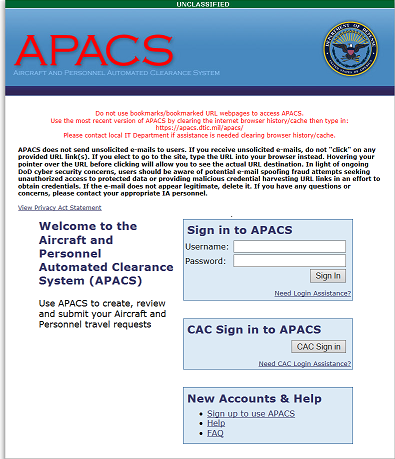 UNCLASSIFIED
APACS
AIRCRAFT AND PERSONNEL AUTOMATED CLEARANCE SYSTEM
Do not use bookmarks/bookmarked URL webpages to access APACS.
Use the most recent version of APACS by clearing the internet browser history/cache then type in:
https://apacs.dtic.mil/apacs/
Please contact local IT Department if assistance is needed clearing browser history/cache.
APACS does not send unsolicited e-mails to users. If you receive unsolicited e-mails, do not "click" on any
provided URL link(s). If you elect to go to the site, type the URL into your browser instead. Hovering your
pointer over the URL before clicking will allow you to see the actual URL destination. In light of ongoing
DoD cyber security concerns, users should be aware of potential e-mail spoofing fraud attempts seeking
unauthorized access to protected data or providing malicious credential harvesting URL links in an effort to
obtain credentials. If the e-mail does not appear legitimate, delete it. If you have any questions or
concerns, please contact your appropriate IA personnel.
View Privacy Act Statement
Welcome to the
Aircraft and
Personnel
Automated Clearance
System (APACS)
Use APACS to create, review
and submit your Aircraft and
Personnel travel requests
Sign in to APACS
Username:
Password:
Sign In
Need Login Assistance?
CAC Sign in to APACS
CAC Sign in
Need CAC Login Assistance?
New Accounts & Help
Sign up to use APACS
Help
FAQ